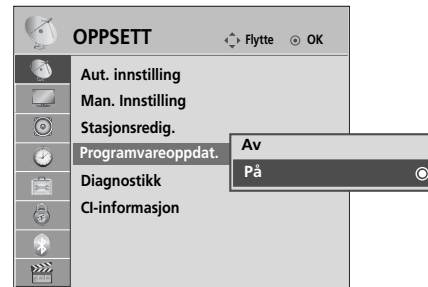 OPPSETT Flytte OK
Aut. innstilling
Man. Innstilling
Stasjonsredig.
Programvareoppdat.
Av
På
Diagnostikk
CI-informasjon